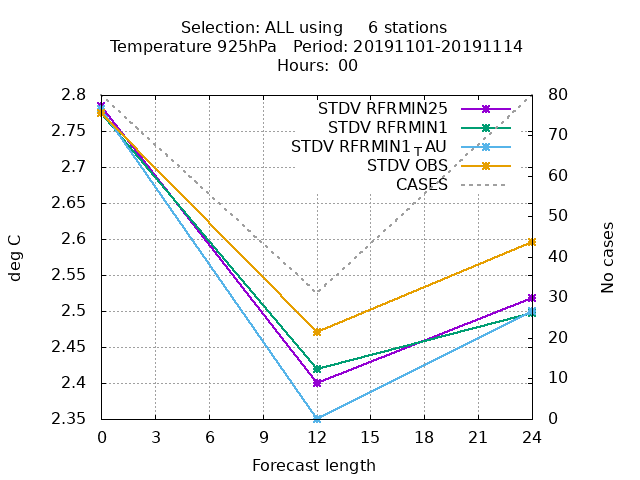 Selection: ALL using     6 stations
Temperature 925hPa   Period: 20191101-20191114
Hours:  00
2.8
2.75
2.7
2.65
2.6
2.55
2.5
2.45
2.4
2.35
80
70
60
50
40
30
20
10
0
0 3 6 9 12 15 18 21 24
deg C
No cases
Forecast length
STDV RFRMIN25
STDV RFRMIN1
STDV RFRMIN1TAU
STDV OBS
CASES